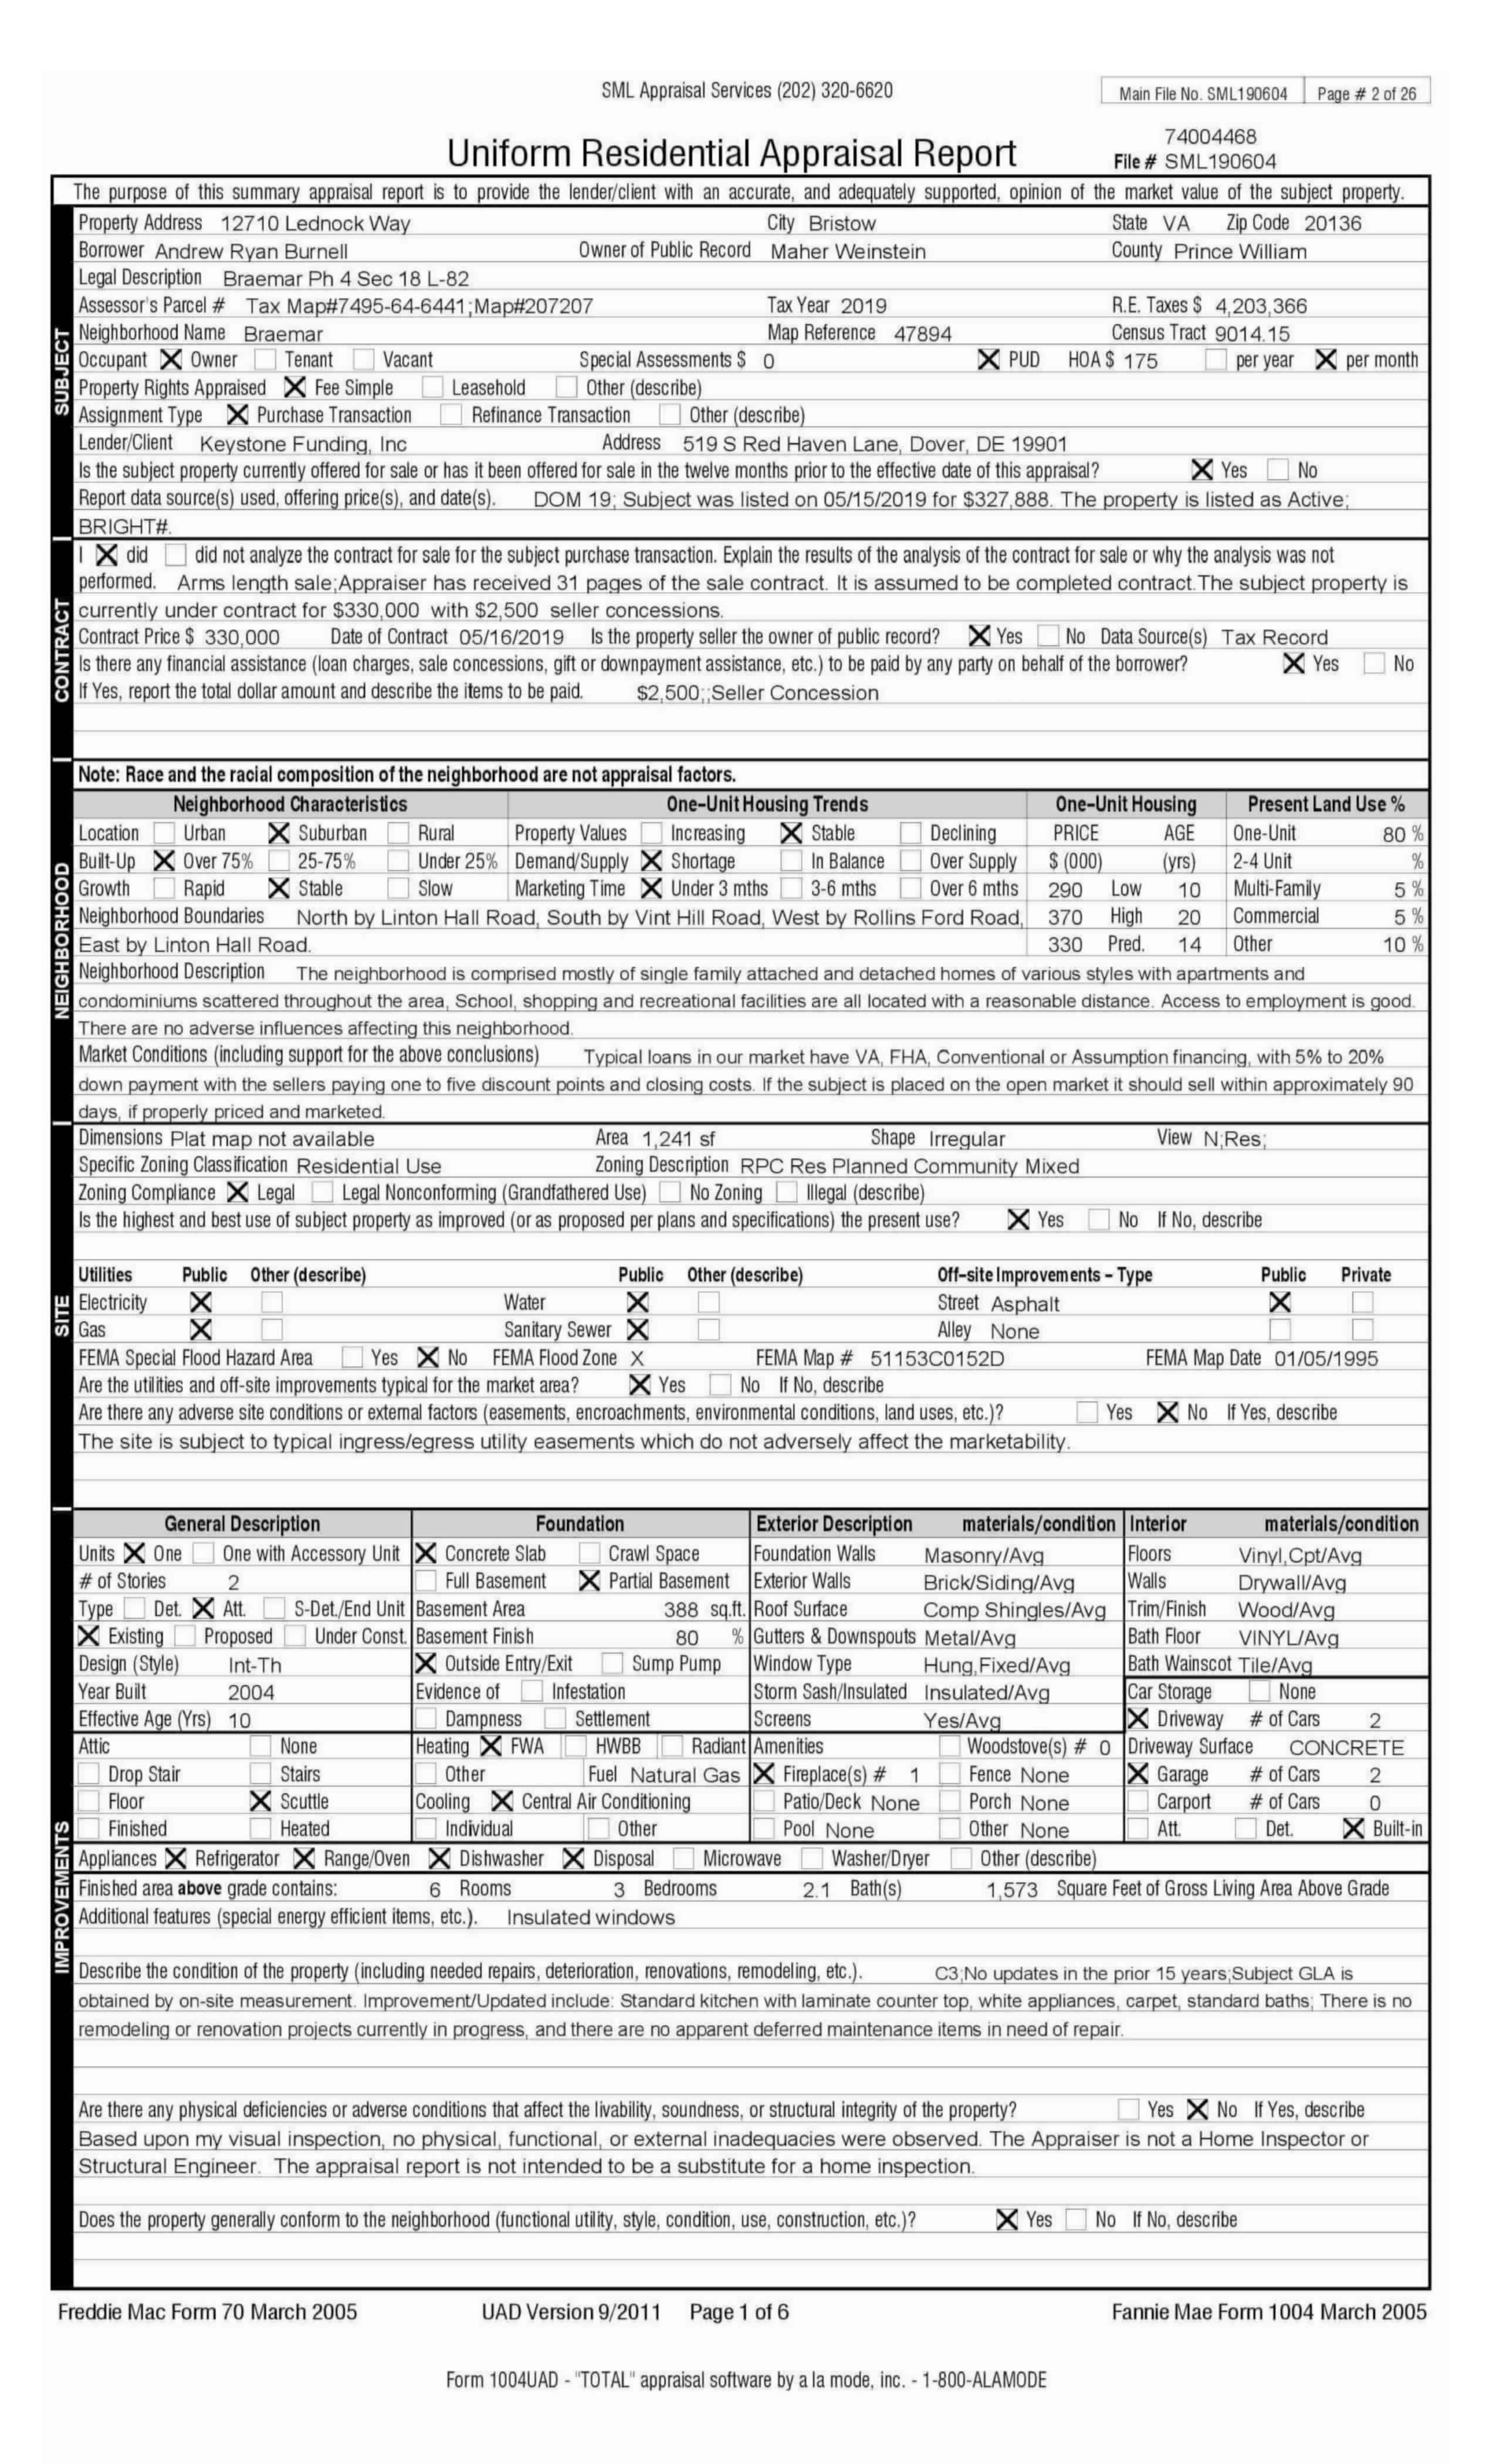 SML Appraisal Services (202) 320-6620
Main File No. SML190604 Page # 2 of 26
74004468
Uniform Residential Appraisal Report File # SML190604
The purpose of this summary appraisal report is to provide the lender/client with an accurate, and adequately supported, opinion of the market value of the subject property.
SUBJECT
Property Address 12710 Lednock Way City Bristow State VA Zip Code 20136
Borrower Andrew Ryan Burnell Owner of Public Record Maher Weinstein County Prince William
Legal Description Braemar Ph 4 Sec 18 L-82
Assessor's Parcel # Tax Map#7495-64-6441;Map#207207 Tax Year 2019 R.E. Taxes $ 4,203,366
Neighborhood Name Braemar Map Reference 47894 Census Tract 9014.15
Occupant ☒ Owner ☐ Tenant ☐ Vacant Special Assessments $ 0 ☒ PUD HOA $ 175 ☐ per year ☒ per month
Property Rights Appraised ☒ Fee Simple ☐ Leasehold ☐ Other (describe)
Assignment Type ☒ Purchase Transaction ☐ Refinance Transaction ☐ Other (describe)
Lender/Client Keystone Funding, Inc Address 519 S Red Haven Lane, Dover, DE 19901
Is the subject property currently offered for sale or has it been offered for sale in the twelve months prior to the effective date of this appraisal? ☒ Yes ☐ No
Report data source(s) used, offering price(s), and date(s). DOM 19; Subject was listed on 05/15/2019 for $327,888. The property is listed as Active;
BRIGHT#.
CONTRACT
I ☒ did ☐ did not analyze the contract for sale for the subject purchase transaction. Explain the results of the analysis of the contract for sale or why the analysis was not
performed. Arms length sale;Appraiser has received 31 pages of the sale contract. It is assumed to be completed contract.The subject property is
currently under contract for $330,000 with $2,500 seller concessions.
Contract Price $ 330,000 Date of Contract 05/16/2019 Is the property seller the owner of public record? ☒ Yes ☐ No Data Source(s) Tax Record
Is there any financial assistance (loan charges, sale concessions, gift or downpayment assistance, etc.) to be paid by any party on behalf of the borrower? ☒ Yes ☐ No
If Yes, report the total dollar amount and describe the items to be paid. $2,500;;Seller Concession
NEIGHBORHOOD
Note: Race and the racial composition of the neighborhood are not appraisal factors.
Neighborhood Characteristics One-Unit Housing Trends One-Unit Housing Present Land Use %
Location ☐ Urban ☒ Suburban ☐ Rural Property Values ☐ Increasing ☒ Stable ☐ Declining PRICE AGE One-Unit 80 %
Built-Up ☒ Over 75% ☐ 25-75% ☐ Under 25% Demand/Supply ☒ Shortage ☐ In Balance ☐ Over Supply $ (000) (yrs) 2-4 Unit %
Growth ☐ Rapid ☒ Stable ☐ Slow Marketing Time ☒ Under 3 mths ☐ 3-6 mths ☐ Over 6 mths 290 Low 10 Multi-Family 5 %
Neighborhood Boundaries North by Linton Hall Road, South by Vint Hill Road, West by Rollins Ford Road, 370 High 20 Commercial 5 %
East by Linton Hall Road. 330 Pred. 14 Other 10 %
Neighborhood Description The neighborhood is comprised mostly of single family attached and detached homes of various styles with apartments and
condominiums scattered throughout the area, School, shopping and recreational facilities are all located with a reasonable distance. Access to employment is good.
There are no adverse influences affecting this neighborhood.
Market Conditions (including support for the above conclusions) Typical loans in our market have VA, FHA, Conventional or Assumption financing, with 5% to 20%
down payment with the sellers paying one to five discount points and closing costs. If the subject is placed on the open market it should sell within approximately 90
days, if properly priced and marketed.
SITE
Dimensions Plat map not available Area 1,241 sf Shape Irregular View N;Res;
Specific Zoning Classification Residential Use Zoning Description RPC Res Planned Community Mixed
Zoning Compliance ☒ Legal ☐ Legal Nonconforming (Grandfathered Use) ☐ No Zoning ☐ Illegal (describe)
Is the highest and best use of subject property as improved (or as proposed per plans and specifications) the present use? ☒ Yes ☐ No If No, describe
Utilities Public Other (describe) Public Other (describe) Off-site Improvements - Type Public Private
Electricity ☒ ☐ Water ☒ ☐ Street Asphalt ☒ ☐
Gas ☒ ☐ Sanitary Sewer ☒ ☐ Alley None ☐ ☐
FEMA Special Flood Hazard Area ☐ Yes ☒ No FEMA Flood Zone X FEMA Map # 51153C0152D FEMA Map Date 01/05/1995
Are the utilities and off-site improvements typical for the market area? ☒ Yes ☐ No If No, describe
Are there any adverse site conditions or external factors (easements, encroachments, environmental conditions, land uses, etc.)? ☐ Yes ☒ No If Yes, describe
The site is subject to typical ingress/egress utility easements which do not adversely affect the marketability.
IMPROVEMENTS
General Description Foundation Exterior Description materials/condition Interior materials/condition
Units ☒ One ☐ One with Accessory Unit ☒ Concrete Slab ☐ Crawl Space Foundation Walls Masonry/Avg Floors Vinyl,Cpt/Avg
# of Stories 2 ☐ Full Basement ☒ Partial Basement Exterior Walls Brick/Siding/Avg Walls Drywall/Avg
Type ☐ Det. ☒ Att. ☐ S-Det./End Unit Basement Area 388 sq.ft. Roof Surface Comp Shingles/Avg Trim/Finish Wood/Avg
☒ Existing ☐ Proposed ☐ Under Const. Basement Finish 80 % Gutters & Downspouts Metal/Avg Bath Floor VINYL/Avg
Design (Style) Int-Th ☒ Outside Entry/Exit ☐ Sump Pump Window Type Hung,Fixed/Avg Bath Wainscot Tile/Avg
Year Built 2004 Evidence of ☐ Infestation Storm Sash/Insulated Insulated/Avg Car Storage ☐ None
Effective Age (Yrs) 10 ☐ Dampness ☐ Settlement Screens Yes/Avg ☒ Driveway # of Cars 2
Attic ☐ None Heating ☒ FWA ☐ HWBB ☐ Radiant Amenities ☐ Woodstove(s) # 0 Driveway Surface CONCRETE
☐ Drop Stair ☐ Stairs ☐ Other Fuel Natural Gas ☒ Fireplace(s) # 1 ☐ Fence None ☒ Garage # of Cars 2
☐ Floor ☒ Scuttle Cooling ☒ Central Air Conditioning ☐ Patio/Deck None ☐ Porch None ☐ Carport # of Cars 0
☐ Finished ☐ Heated ☐ Individual ☐ Other ☐ Pool None ☐ Other None ☐ Att. ☐ Det. ☒ Built-in
Appliances ☒ Refrigerator ☒ Range/Oven ☒ Dishwasher ☒ Disposal ☐ Microwave ☐ Washer/Dryer ☐ Other (describe)
Finished area above grade contains: 6 Rooms 3 Bedrooms 2.1 Bath(s) 1,573 Square Feet of Gross Living Area Above Grade
Additional features (special energy efficient items, etc.). Insulated windows
Describe the condition of the property (including needed repairs, deterioration, renovations, remodeling, etc.). C3;No updates in the prior 15 years;Subject GLA is
obtained by on-site measurement. Improvement/Updated include: Standard kitchen with laminate counter top, white appliances, carpet, standard baths; There is no
remodeling or renovation projects currently in progress, and there are no apparent deferred maintenance items in need of repair.
Are there any physical deficiencies or adverse conditions that affect the livability, soundness, or structural integrity of the property? ☐ Yes ☒ No If Yes, describe
Based upon my visual inspection, no physical, functional, or external inadequacies were observed. The Appraiser is not a Home Inspector or
Structural Engineer. The appraisal report is not intended to be a substitute for a home inspection.
Does the property generally conform to the neighborhood (functional utility, style, condition, use, construction, etc.)? ☒ Yes ☐ No If No, describe
Freddie Mac Form 70 March 2005 UAD Version 9/2011 Page 1 of 6 Fannie Mae Form 1004 March 2005
Form 1004UAD - "TOTAL" appraisal software by a la mode, inc. - 1-800-ALAMODE